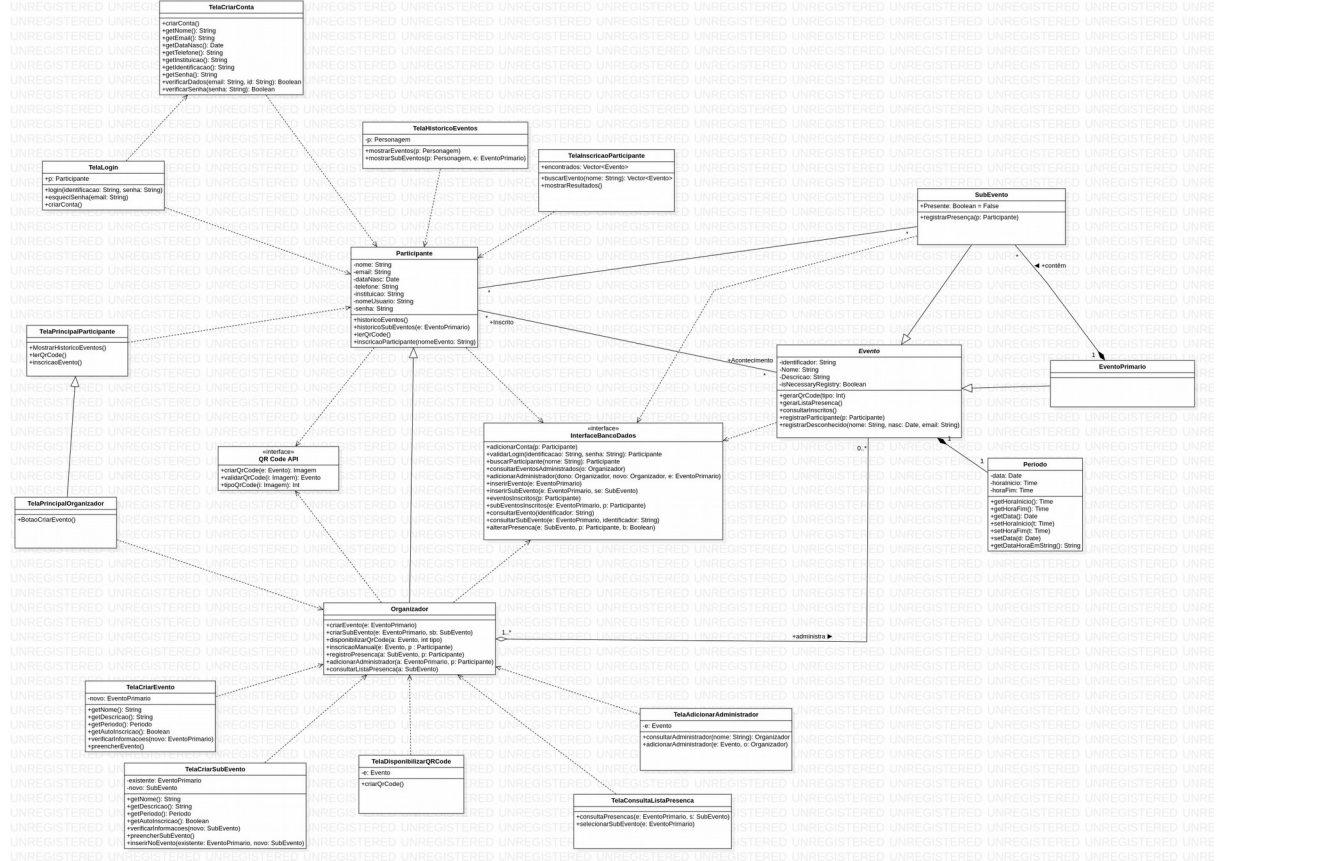 TelaCriarConta
+criarConta()
+getNome(): String
+getEmail(): String
+getDataNasc(): Date
+getTelefone(): String
+getInstituicao(): String
+getIdentificacao(): String
+getSenha(): String
+verificarDados(email: String, id: String): Boolean
+verificarSenha(senha: String): Boolean
TelaHistoricoEventos
-p: Personagem
+mostrarEventos(p: Personagem)
+mostrarSubEventos(p: Personagem, e: EventoPrimario)
TelaInscricaoParticipante
+encontrados: Vector<Evento>
+buscarEvento(nome: String): Vector<Evento>
+mostrarResultados()
TelaLogin
+p: Participante
+login(identificacao: String, senha: String)
+esqueciSenha(email: String)
+criarConta()
SubEvento
+Presente: Boolean = False
+registrarPresença(p: Participante)
Participante
-nome: String
-email: String
-dataNasc: Date
-telefone: String
-instituicao: String
-nomeUsuario: String
-senha: String
+historicoEventos()
+historicoSubEventos(e: EventoPrimario)
+lerQrCode()
+inscricaoParticipante(nomeEvento: String)
*
*
*
+Inscrito
*
◄ +contêm
1
+Acontecimento
*
TelaPrincipalParticipante
+MostrarHistoricoEventos()
+lerQrCode()
+inscricaoEvento()
Evento
-identificador: String
-Nome: String
-Descricao: String
-isNecessaryRegistry: Boolean
+gerarQrCode(tipo: Int)
+gerarListaPresenca()
+consultarInscritos()
+registrarParticipante(p: Participante)
+registrarDesconhecido(nome: String, nasc: Date, email: String)
EventoPrimario
«interface»
QR Code API
+criarQrCode(e: Evento): Imagem
+validarQrCode(i: Imagem): Evento
+tipoQrCode(i: Imagem): Int
«interface»
InterfaceBancoDados
+adicionarConta(p: Participante)
+validarLogin(identificacao: String, senha: String): Participante
+buscarParticipante(nome: String): Participante
+consultarEventosAdministrados(o: Organizador)
+adicionarAdministrador(dono: Organizador, novo: Organizador, e: EventoPrimario)
+inserirEvento(e: EventoPrimario)
+inserirSubEvento(e: EventoPrimario, se: SubEvento)
+eventosInscritos(p: Participante)
+subEventosInscritos(e: EventoPrimario, p: Participante)
+consultarEvento(identificador: String)
+consultarSubEvento(e: EventoPrimario, identificador: String)
+alterarPresenca(e: SubEvento, p: Participante, b: Boolean)
0..*
1
1
Periodo
-data: Date
-horaInicio: Time
-horaFim: Time
+getHoraInicio(): Time
+getHoraFim(): Time
+getData(): Date
+setHoraInicio(t: Time)
+setHoraFim(t: Time)
+setData(d: Date)
+getDataHoraEmString(): String
TelaPrincipalOrganizador
+BotaoCriarEvento()
Organizador
+criarEvento(e: EventoPrimario)
+criarSubEvento(e: EventoPrimario, sb: SubEvento)
+disponibilizarQrCode(a: Evento, int tipo)
+inscricaoManual(e: Evento, p : Participante)
+registroPresenca(a: SubEvento, p: Participante)
+adicionarAdministrador(a: EventoPrimario, p: Participante)
+consultarListaPresenca(a: SubEvento)
1..*
+administra ►
TelaCriarEvento
-novo: EventoPrimario
+getNome(): String
+getDescricao(): String
+getPeriodo(): Periodo
+getAutoInscricao(): Boolean
+verificarInformacoes(novo: EventoPrimario)
+preencherEvento()
TelaAdicionarAdministrador
-e: Evento
+consultarAdministrador(nome: String): Organizador
+adicionarAdministrador(e: Evento, o: Organizador)
TelaDisponibilizarQRCode
-e: Evento
+criarQrCode()
TelaCriarSubEvento
-existente: EventoPrimario
-novo: SubEvento
+getNome(): String
+getDescricao(): String
+getPeriodo(): Periodo
+getAutoInscricao(): Boolean
+verificarInformacoes(novo: SubEvento)
+preencherSubEvento()
+inserirNoEvento(existente: EventoPrimario, novo: SubEvento)
TelaConsultaListaPresenca
+consultaPresencas(e: EventoPrimario, s: SubEvento)
+selecionarSubEvento(e: EventoPrimario)
UNREGISTERED